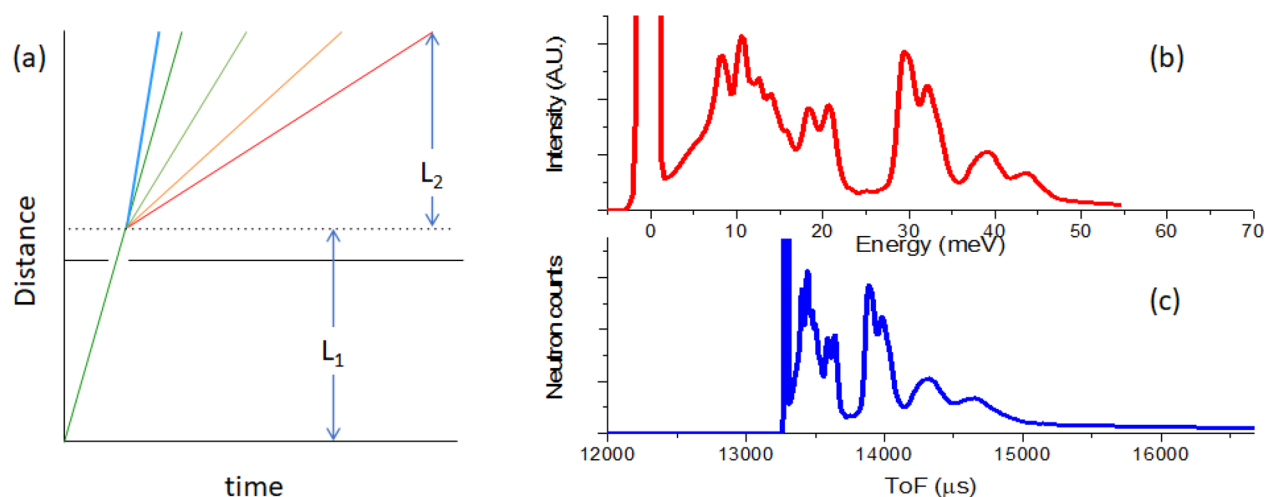 (a)
Distance
L2
L1
time
(b)
Intensity (A.U.)
0 10 20 30 40 50 60 70
Energy (meV)
(c)
Neutron counts
12000 13000 14000 15000 16000
ToF (μs)